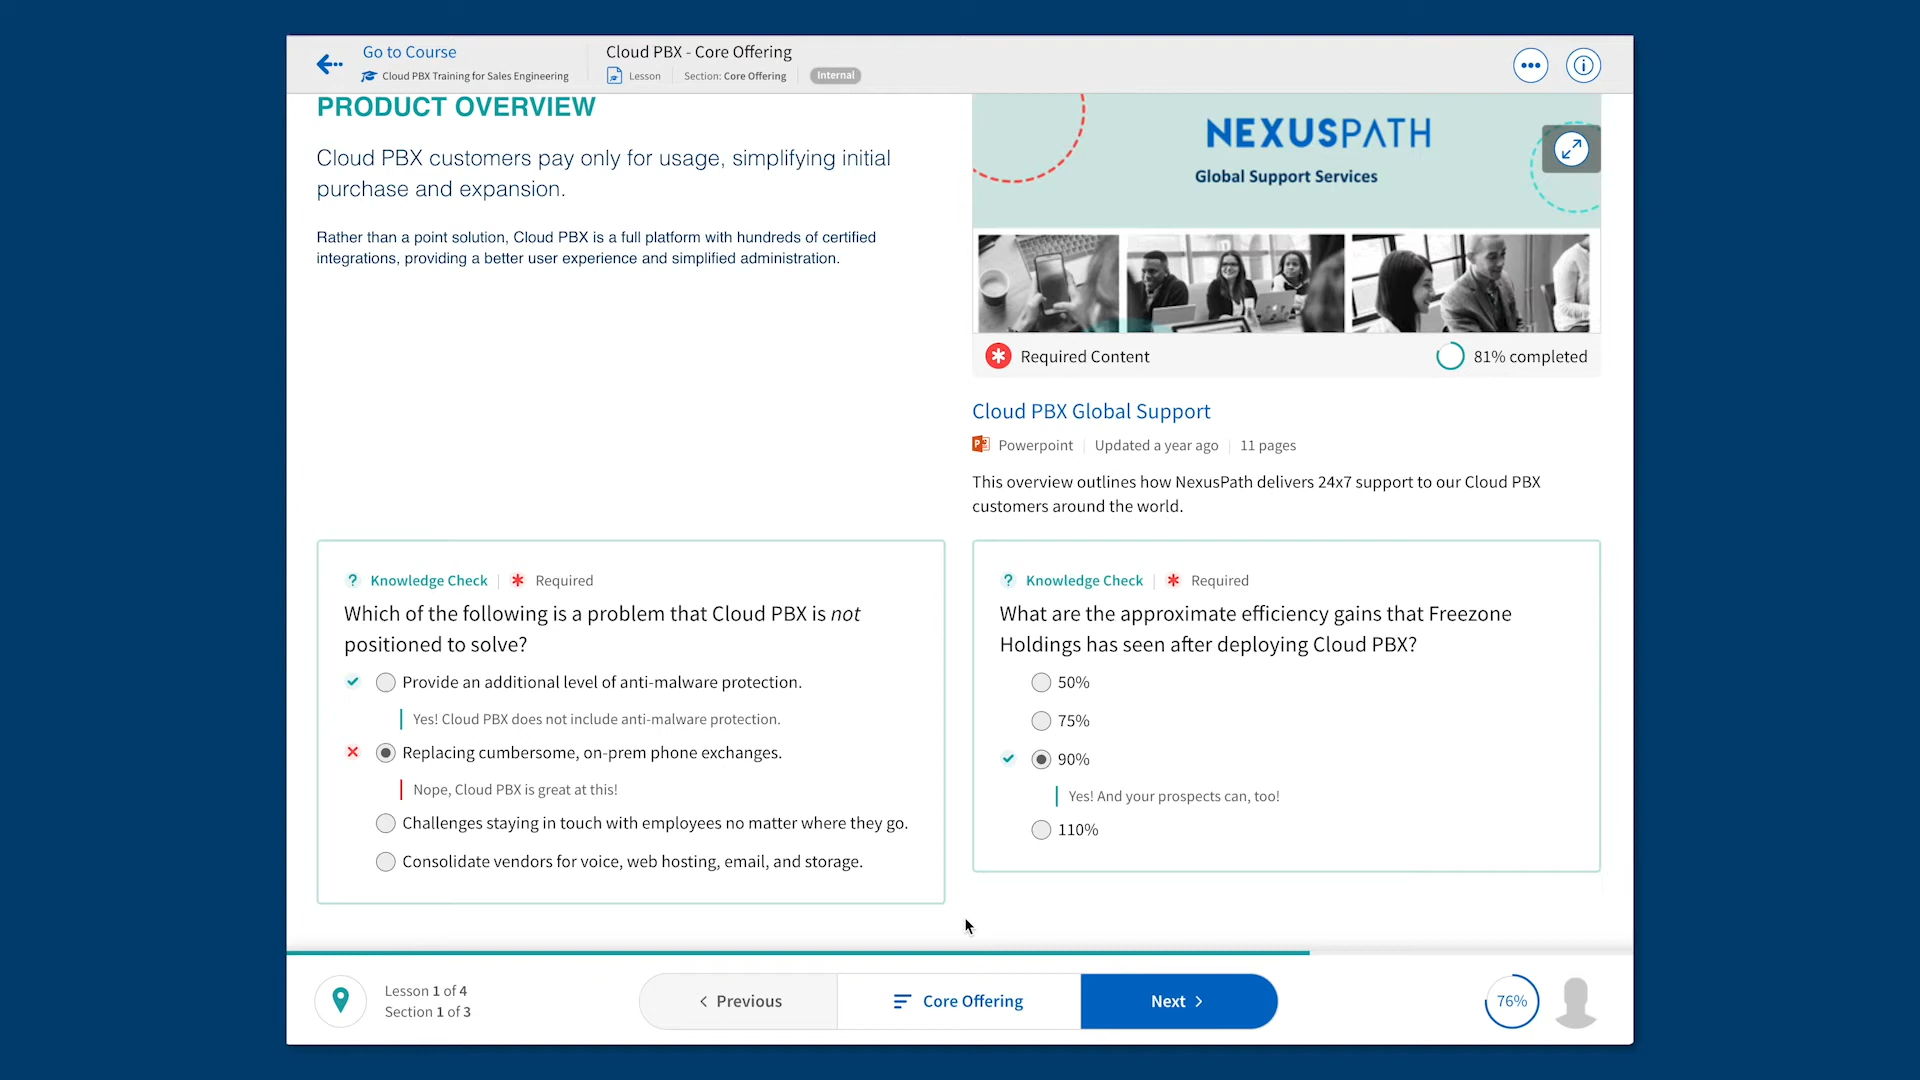 Go to Course
Cloud PBX Training for Sales Engineering
Cloud PBX - Core Offering
Lesson
Section: Core Offering
Internal
PRODUCT OVERVIEW
Cloud PBX customers pay only for usage, simplifying initial
purchase and expansion.
Rather than a point solution, Cloud PBX is a full platform with hundreds of certified
integrations, providing a better user experience and simplified administration.
NEXUSPATH
Global Support Services
Required Content
81% completed
Cloud PBX Global Support
Powerpoint
Updated a year ago
11 pages
This overview outlines how NexusPath delivers 24x7 support to our Cloud PBX
customers around the world.
? Knowledge Check
* Required
Which of the following is a problem that Cloud PBX is not
positioned to solve?
Provide an additional level of anti-malware protection.
Yes! Cloud PBX does not include anti-malware protection.
Replacing cumbersome, on-prem phone exchanges.
Nope, Cloud PBX is great at this!
Challenges staying in touch with employees no matter where they go.
Consolidate vendors for voice, web hosting, email, and storage.
? Knowledge Check
* Required
What are the approximate efficiency gains that Freezone
Holdings has seen after deploying Cloud PBX?
50%
75%
90%
Yes! And your prospects can, too!
110%
Lesson 1 of 4
Section 1 of 3
Previous
Core Offering
Next
76%